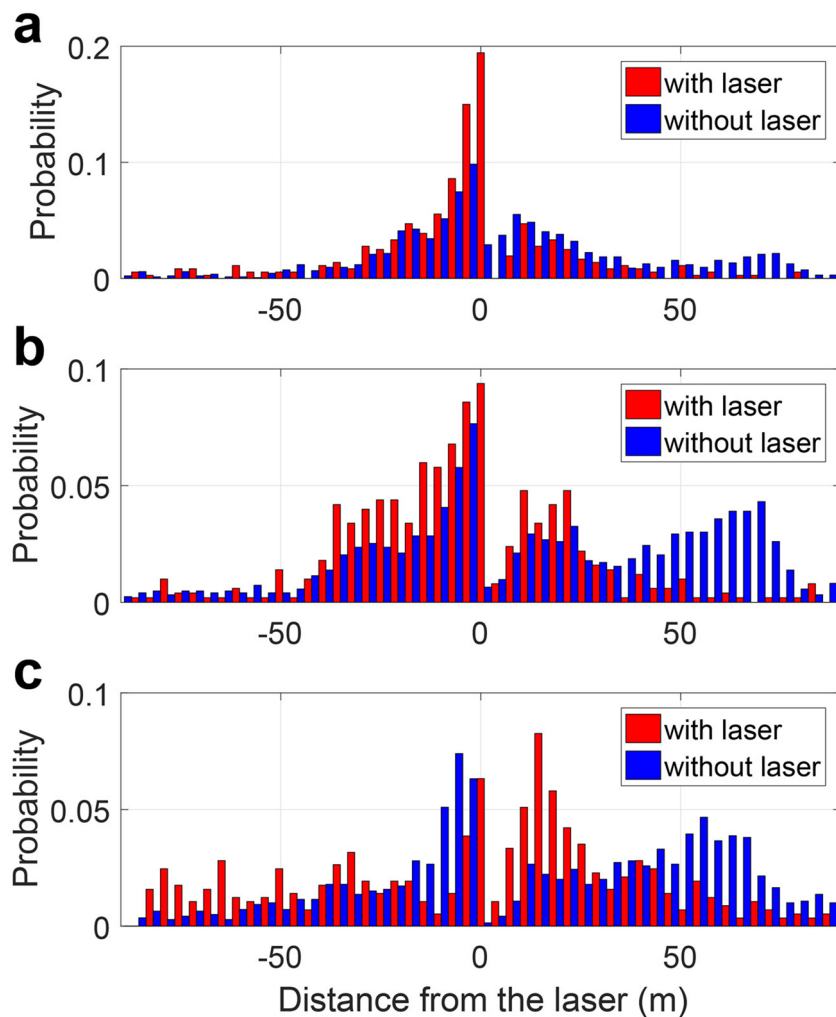 a
0.2
0.1
0
Probability
with laser
without laser
-50
0
50
b
0.1
0.05
0
Probability
with laser
without laser
-50
0
50
c
0.1
0.05
0
Probability
with laser
without laser
-50
0
50
Distance from the laser (m)